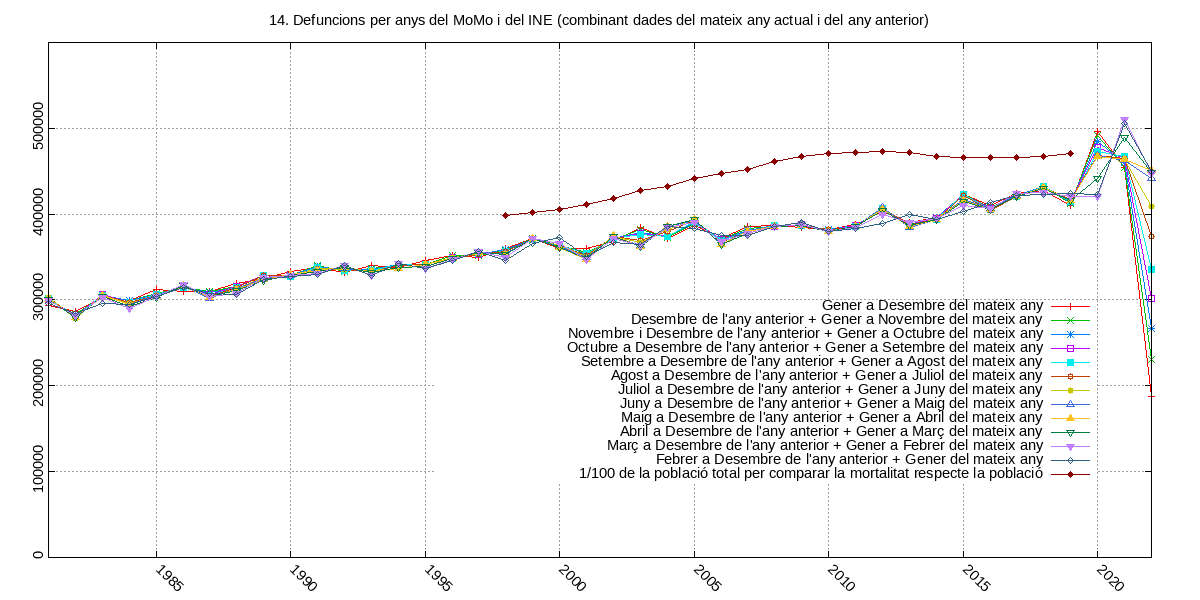 14. Defuncions per anys del MoMo i del INE (combinant dades del mateix any actual i del any anterior)
500000
400000
300000
200000
100000
0
Gener a Desembre del mateix any
Desembre de l'any anterior + Gener a Novembre del mateix any
Novembre i Desembre de l'any anterior + Gener a Octubre del mateix any
Octubre a Desembre de l'any anterior + Gener a Setembre del mateix any
Setembre a Desembre de l'any anterior + Gener a Agost del mateix any
Agost a Desembre de l'any anterior + Gener a Juliol del mateix any
Juliol a Desembre de l'any anterior + Gener a Juny del mateix any
Juny a Desembre de l'any anterior + Gener a Maig del mateix any
Maig a Desembre de l'any anterior + Gener a Abril del mateix any
Abril a Desembre de l'any anterior + Gener a Març del mateix any
Març a Desembre de l'any anterior + Gener a Febrer del mateix any
Febrer a Desembre de l'any anterior + Gener del mateix any
1/100 de la població total per comparar la mortalitat respecte la població
1985
1990
1995
2000
2005
2010
2015
2020